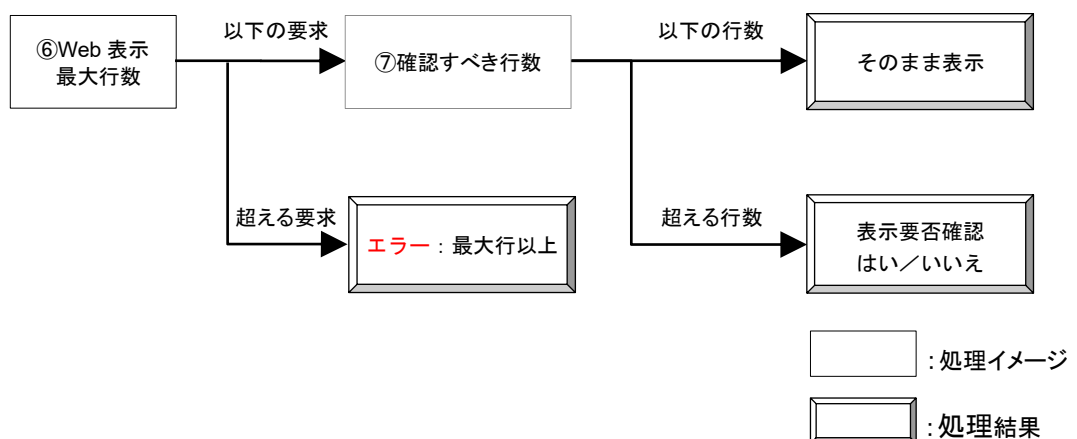 ⑥Web 表示
最大行数
以下の要求
⑦確認すべき行数
以下の行数
そのまま表示
超える要求
エラー：最大行以上
超える行数
表示要否確認
はい／いいえ
：処理イメージ
：処理結果